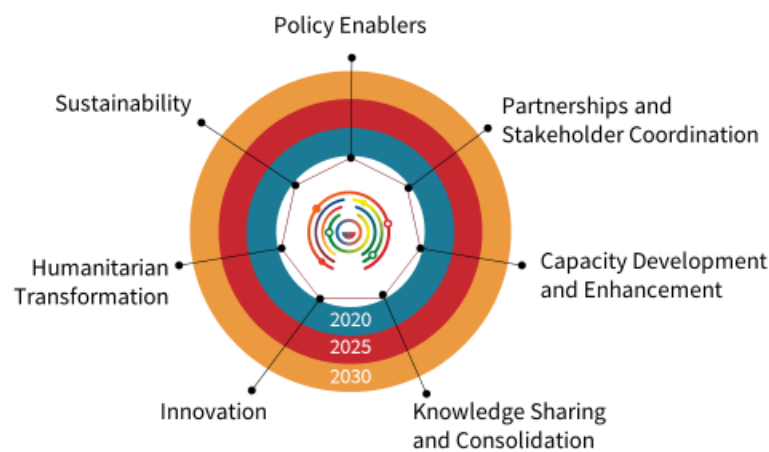 Policy Enablers
Sustainability
Partnerships and
Stakeholder Coordination
Humanitarian
Transformation
Capacity Development
and Enhancement
2020
2025
2030
Innovation
Knowledge Sharing
and Consolidation